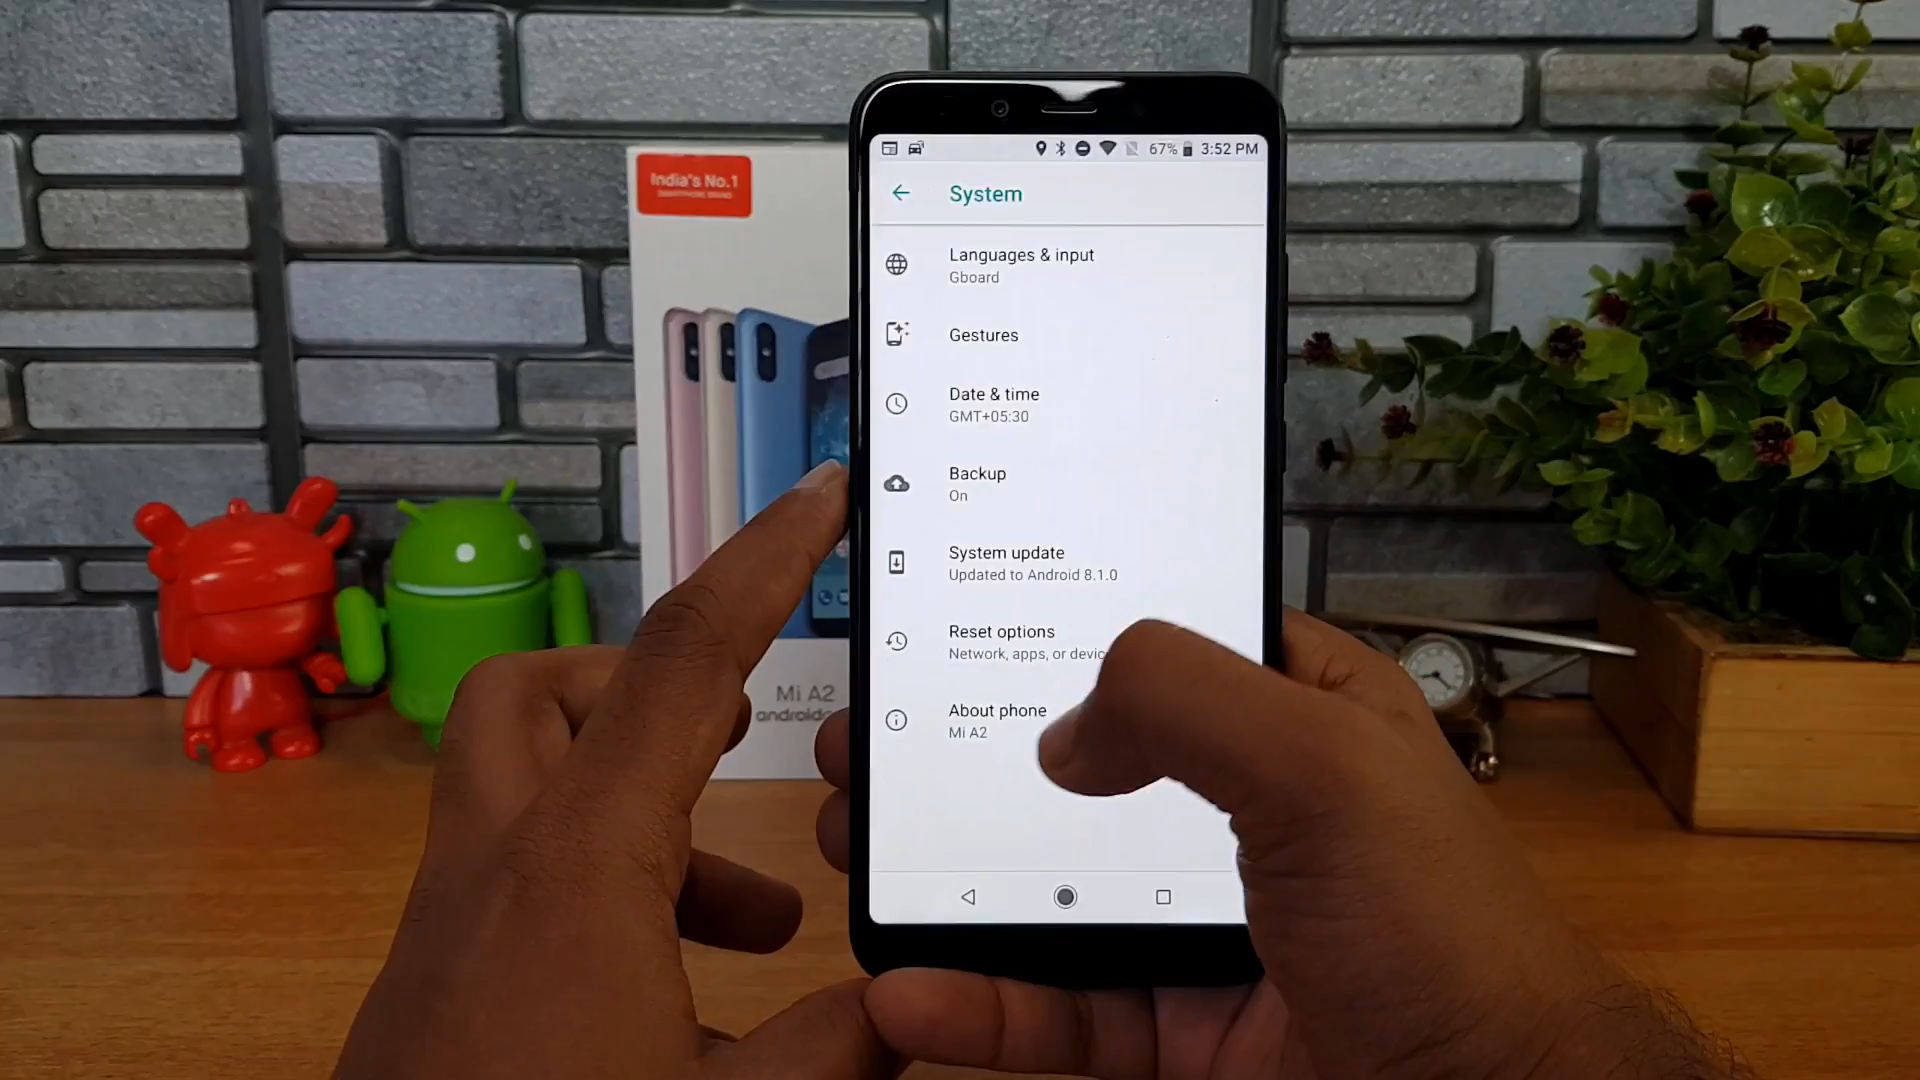 India's No.1
SMARTPHONE BRAND
Mi A2
67% 3:52 PM
System
Languages & input
Gboard
Gestures
Date & time
GMT+05:30
Backup
On
System update
Updated to Android 8.1.0
Reset options
Network, apps, or
About phone
Mi A2